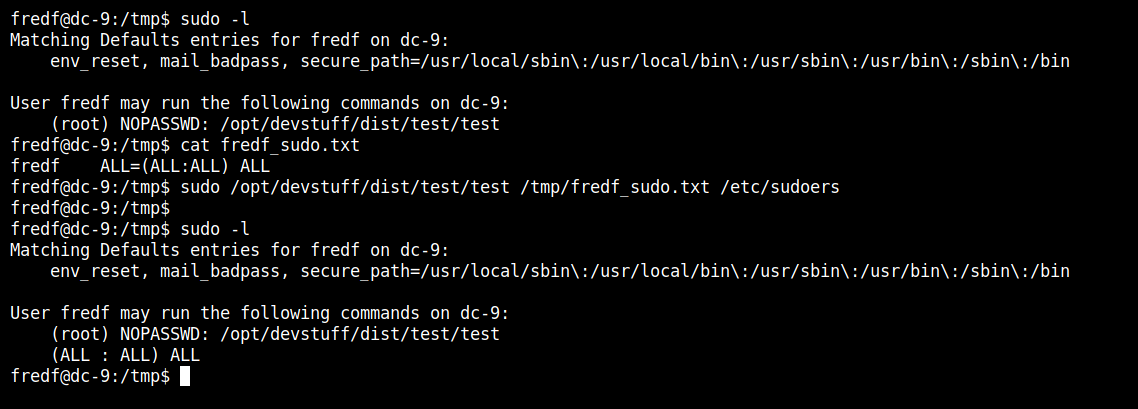 fredf@dc-9:/tmp$ sudo -l
Matching Defaults entries for fredf on dc-9:
    env_reset, mail_badpass, secure_path=/usr/local/sbin\:/usr/local/bin\:/usr/sbin\:/usr/bin\:/sbin\:/bin

User fredf may run the following commands on dc-9:
    (root) NOPASSWD: /opt/devstuff/dist/test/test
fredf@dc-9:/tmp$ cat fredf_sudo.txt
fredf    ALL=(ALL:ALL) ALL
fredf@dc-9:/tmp$ sudo /opt/devstuff/dist/test/test /tmp/fredf_sudo.txt /etc/sudoers
fredf@dc-9:/tmp$
fredf@dc-9:/tmp$ sudo -l
Matching Defaults entries for fredf on dc-9:
    env_reset, mail_badpass, secure_path=/usr/local/sbin\:/usr/local/bin\:/usr/sbin\:/usr/bin\:/sbin\:/bin

User fredf may run the following commands on dc-9:
    (root) NOPASSWD: /opt/devstuff/dist/test/test
    (ALL : ALL) ALL
fredf@dc-9:/tmp$